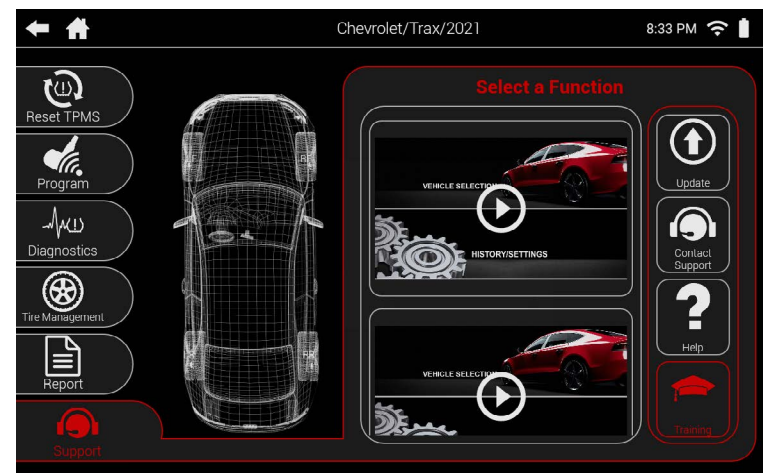 Chevrolet/Trax/2021
8:33 PM
Reset TPMS
Program
Diagnostics
Tire Management
Report
Support
Select a Function
VEHICLE SELECTION
HISTORY/SETTINGS
VEHICLE SELECTION
Update
Contact
Support
Help
Training
RR